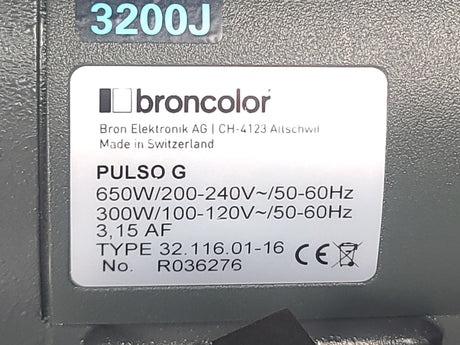 3200J
broncolor
Bron Elektronik AG | CH-4123 Allschwil
Made in Switzerland
PULSO G
650W/200-240V~/50-60Hz
300W/100-120V~/50-60Hz
3,15 AF
TYPE 32.116.01-16
No. R036276
CE